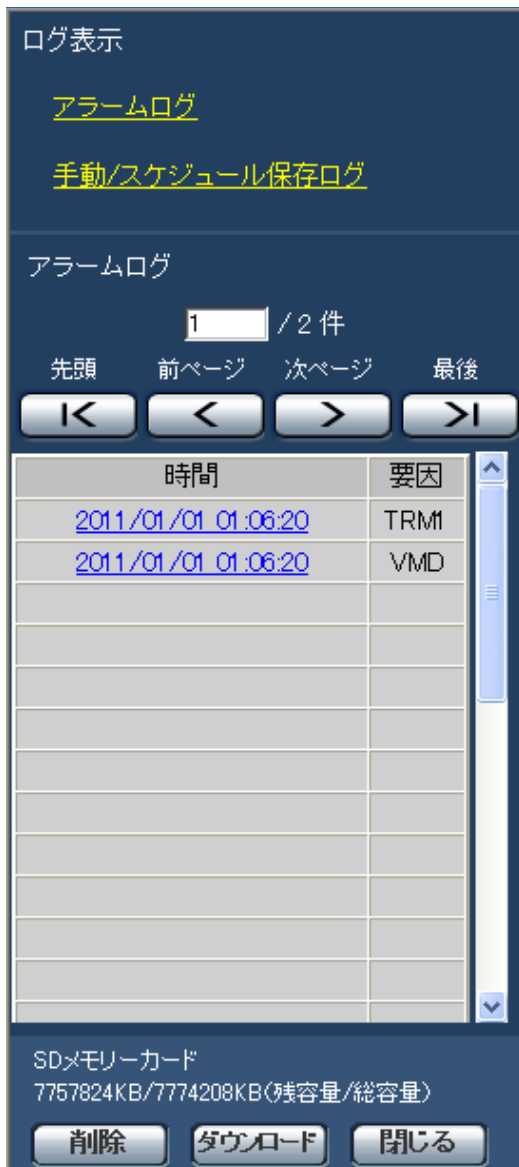 ログ表示
アラームログ
手動/スケジュール保存ログ
アラームログ
1 /2件
先頭 前ページ 次ページ 最後
時間 要因
2011/01/01 01:06:20 TRM1
2011/01/01 01:06:20 VMD
SDメモリーカード
7757824KB/7774208KB(残容量/総容量)
削除 ダウンロード 閉じる